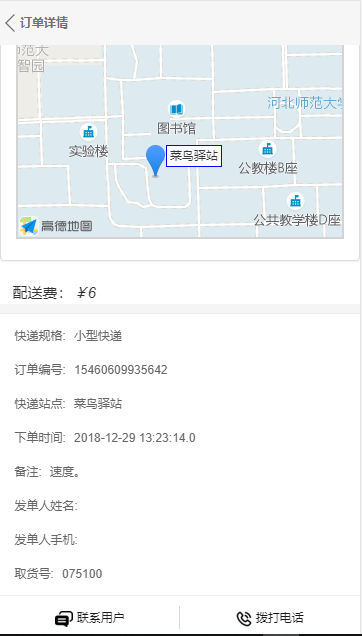 订单详情
师范大
智园
河北师范大学
图书馆
实验楼
菜鸟驿站
公教楼B座
公共教学楼D座
高德地图
配送费： ¥6
快递规格: 小型快递
订单编号: 15460609935642
快递站点: 菜鸟驿站
下单时间: 2018-12-29 13:23:14.0
备注: 速度。
发单人姓名:
发单人手机:
取货号: 075100
联系用户
拨打电话